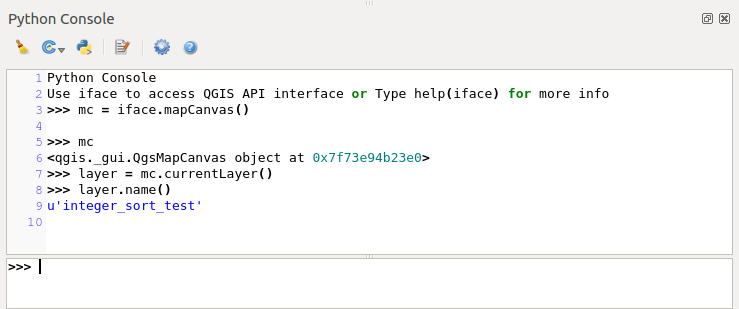 Python Console
1 Python Console
2 Use iface to access QGIS API interface or Type help(iface) for more info
3 >>> mc = iface.mapCanvas()
4
5 >>> mc
6 <qgis._gui.QgsMapCanvas object at 0x7f73e94b23e0>
7 >>> layer = mc.currentLayer()
8 >>> layer.name()
9 u'integer_sort_test'
10
>>>